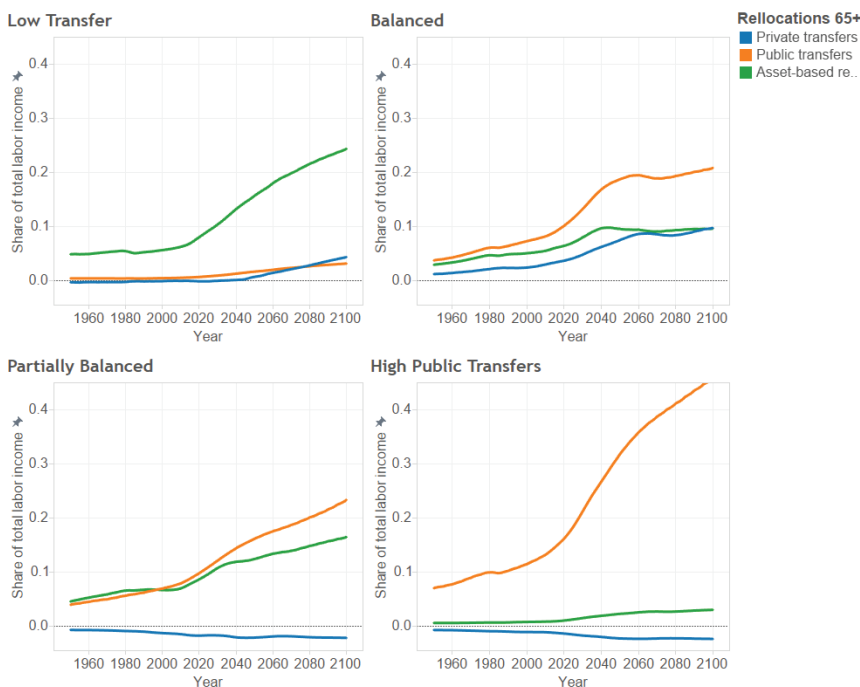 Low Transfer
Balanced
Rellocations 65+
Private transfers
Public transfers
Asset-based re..
0.4
0.3
0.2
0.1
0.0
Share of total labor income
1960 1980 2000 2020 2040 2060 2080 2100
Year
0.4
0.3
0.2
0.1
0.0
Share of total labor income
1960 1980 2000 2020 2040 2060 2080 2100
Year
Partially Balanced
High Public Transfers
0.4
0.3
0.2
0.1
0.0
Share of total labor income
1960 1980 2000 2020 2040 2060 2080 2100
Year
0.4
0.3
0.2
0.1
0.0
Share of total labor income
1960 1980 2000 2020 2040 2060 2080 2100
Year